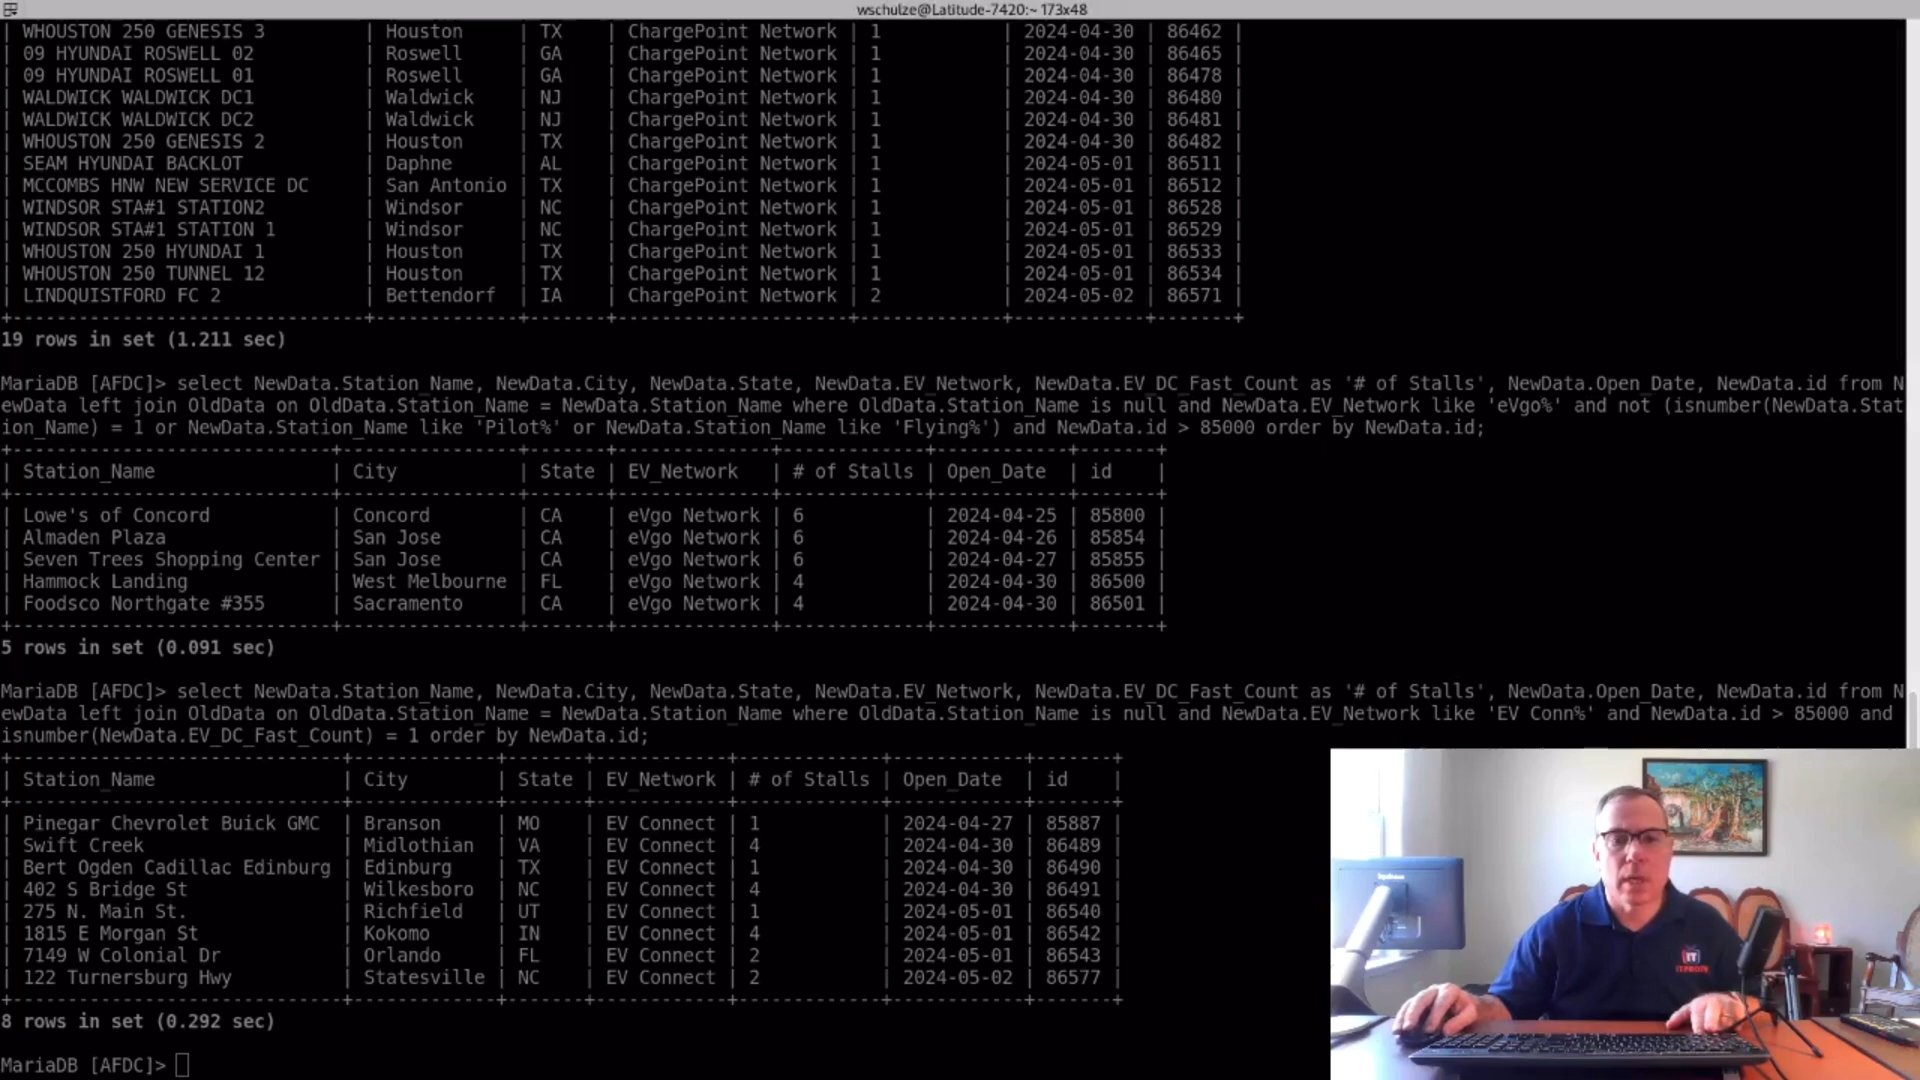 wschulze@Latitude-7420:~ 173x48
| WHOUSTON 250 GENESIS 3 | Houston | TX | ChargePoint Network | 1 | 2024-04-30 | 86462 |
| 09 HYUNDAI ROSWELL 02 | Roswell | GA | ChargePoint Network | 1 | 2024-04-30 | 86465 |
| 09 HYUNDAI ROSWELL 01 | Roswell | GA | ChargePoint Network | 1 | 2024-04-30 | 86478 |
| WALDWICK WALDWICK DC1 | Waldwick | NJ | ChargePoint Network | 1 | 2024-04-30 | 86480 |
| WALDWICK WALDWICK DC2 | Waldwick | NJ | ChargePoint Network | 1 | 2024-04-30 | 86481 |
| WHOUSTON 250 GENESIS 2 | Houston | TX | ChargePoint Network | 1 | 2024-04-30 | 86482 |
| SEAM HYUNDAI BACKLOT | Daphne | AL | ChargePoint Network | 1 | 2024-05-01 | 86511 |
| MCCOMBS HNW NEW SERVICE DC | San Antonio | TX | ChargePoint Network | 1 | 2024-05-01 | 86512 |
| WINDSOR STA#1 STATION2 | Windsor | NC | ChargePoint Network | 1 | 2024-05-01 | 86528 |
| WINDSOR STA#1 STATION 1 | Windsor | NC | ChargePoint Network | 1 | 2024-05-01 | 86529 |
| WHOUSTON 250 HYUNDAI 1 | Houston | TX | ChargePoint Network | 1 | 2024-05-01 | 86533 |
| WHOUSTON 250 TUNNEL 12 | Houston | TX | ChargePoint Network | 1 | 2024-05-01 | 86534 |
| LINDQUISTFORD FC 2 | Bettendorf | IA | ChargePoint Network | 2 | 2024-05-02 | 86571 |
19 rows in set (1.211 sec)
MariaDB [AFDC]> select NewData.Station_Name, NewData.City, NewData.State, NewData.EV_Network, NewData.EV_DC_Fast_Count as '# of Stalls', NewData.Open_Date, NewData.id from N
ewData left join OldData on OldData.Station_Name = NewData.Station_Name where OldData.Station_Name is null and NewData.EV_Network like 'eVgo%' and not (isnumber(NewData.Stat
ion_Name) = 1 or NewData.Station_Name like 'Pilot%' or NewData.Station_Name like 'Flying%') and NewData.id > 85000 order by NewData.id;
| Station_Name | City | State | EV_Network | # of Stalls | Open_Date | id |
| Lowe's of Concord | Concord | CA | eVgo Network | 6 | 2024-04-25 | 85800 |
| Almaden Plaza | San Jose | CA | eVgo Network | 6 | 2024-04-26 | 85854 |
| Seven Trees Shopping Center | San Jose | CA | eVgo Network | 6 | 2024-04-27 | 85855 |
| Hammock Landing | West Melbourne | FL | eVgo Network | 4 | 2024-04-30 | 86500 |
| Foodsco Northgate #355 | Sacramento | CA | eVgo Network | 4 | 2024-04-30 | 86501 |
5 rows in set (0.091 sec)
MariaDB [AFDC]> select NewData.Station_Name, NewData.City, NewData.State, NewData.EV_Network, NewData.EV_DC_Fast_Count as '# of Stalls', NewData.Open_Date, NewData.id from N
ewData left join OldData on OldData.Station_Name = NewData.Station_Name where OldData.Station_Name is null and NewData.EV_Network like 'EV Conn%' and NewData.id > 85000 and
isnumber(NewData.EV_DC_Fast_Count) = 1 order by NewData.id;
| Station_Name | City | State | EV_Network | # of Stalls | Open_Date | id |
| Pinegar Chevrolet Buick GMC | Branson | MO | EV Connect | 1 | 2024-04-27 | 85887 |
| Swift Creek | Midlothian | VA | EV Connect | 4 | 2024-04-30 | 86489 |
| Bert Ogden Cadillac Edinburg | Edinburg | TX | EV Connect | 1 | 2024-04-30 | 86490 |
| 402 S Bridge St | Wilkesboro | NC | EV Connect | 4 | 2024-04-30 | 86491 |
| 275 N. Main St. | Richfield | UT | EV Connect | 1 | 2024-05-01 | 86540 |
| 1815 E Morgan St | Kokomo | IN | EV Connect | 4 | 2024-05-01 | 86542 |
| 7149 W Colonial Dr | Orlando | FL | EV Connect | 2 | 2024-05-01 | 86543 |
| 122 Turnersburg Hwy | Statesville | NC | EV Connect | 2 | 2024-05-02 | 86577 |
8 rows in set (0.292 sec)
MariaDB [AFDC]>
IT